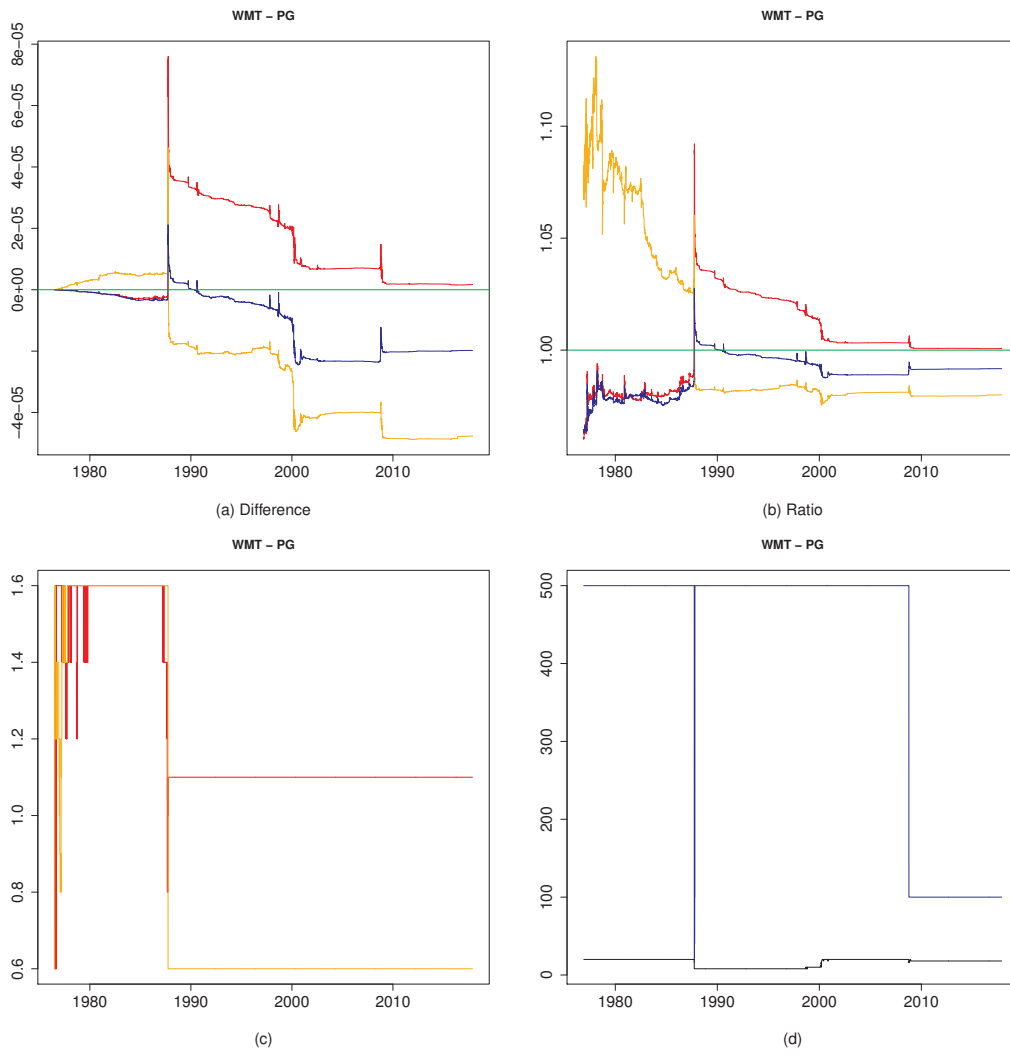 WMT − PG
8e−05
6e−05
4e−05
2e−05
0e+00
−4e−05
1980 1990 2000 2010
(a) Difference
WMT − PG
1.10
1.05
1.00
1980 1990 2000 2010
(b) Ratio
WMT − PG
1.6
1.4
1.2
1.0
0.8
0.6
1980 1990 2000 2010
(c)
WMT − PG
500
400
300
200
100
0
1980 1990 2000 2010
(d)